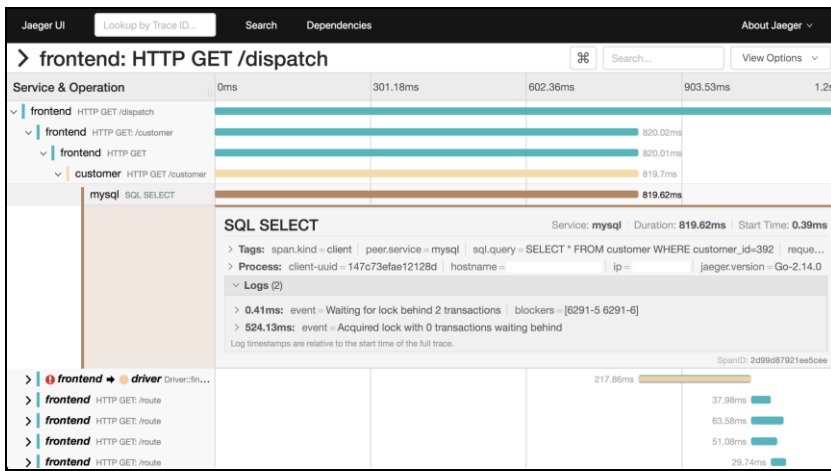 Jaeger UI Lookup by Trace ID... Search Dependencies About Jaeger
frontend: HTTP GET /dispatch ⌘ Search... View Options
Service & Operation 0ms 301.18ms 602.36ms 903.53ms 1.2s
frontend HTTP GET /dispatch
frontend HTTP GET: /customer 820.02ms
frontend HTTP GET 820.01ms
customer HTTP GET /customer 819.7ms
mysql SQL SELECT 819.62ms
SQL SELECT Service: mysql Duration: 819.62ms Start Time: 0.39ms
Tags: span.kind = client peer.service = mysql sql.query = SELECT * FROM customer WHERE customer_id=392 reque...
Process: client-uuid = 147c73efae12128d hostname = ip = jaeger.version = Go-2.14.0
Logs (2)
0.41ms: event = Waiting for lock behind 2 transactions blockers = [6291-5 6291-6]
524.13ms: event = Acquired lock with 0 transactions waiting behind
Log timestamps are relative to the start time of the full trace.
SpanID: 2d99d87921ee5cee
frontend → driver Driver::fin... 217.86ms
frontend HTTP GET: /route 37.98ms
frontend HTTP GET: /route 63.58ms
frontend HTTP GET: /route 51.08ms
frontend HTTP GET: /route 29.74ms